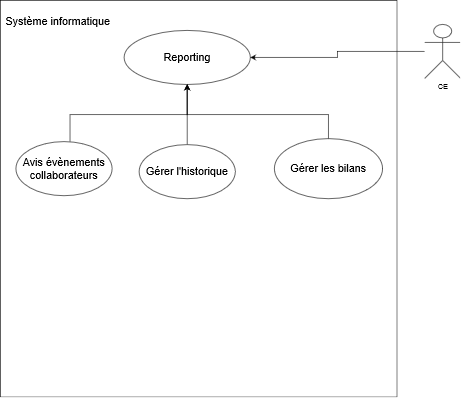 Système informatique
Reporting
CE
Avis évènements
collaborateurs
Gérer l'historique
Gérer les bilans